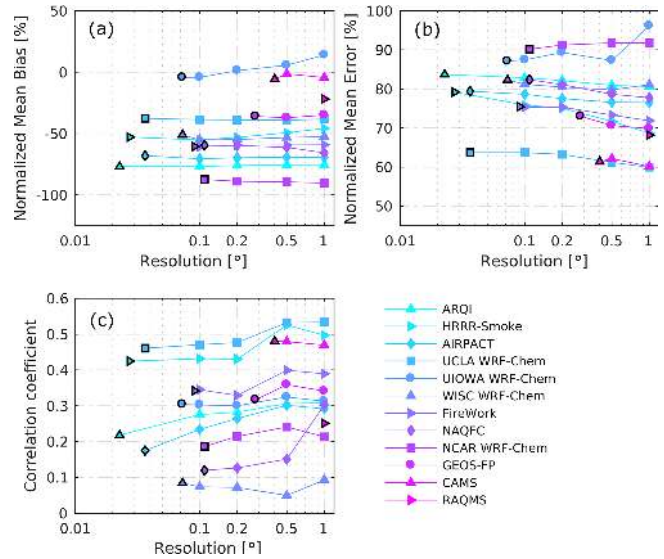 Normalized Mean Bias [%]
50
0
-50
-100
(a)
0.01
0.1
0.2
0.5
1
Resolution [°]
Normalized Mean Error [%]
100
90
80
70
60
50
(b)
0.01
0.1
0.2
0.5
1
Resolution [°]
Correlation coefficient
0.6
0.5
0.4
0.3
0.2
0.1
0
(c)
0.01
0.1
0.2
0.5
1
Resolution [°]
ARQI
HRRR-Smoke
AIRPACT
UCLA WRF-Chem
UIOWA WRF-Chem
WISC WRF-Chem
FireWork
NAQFC
NCAR WRF-Chem
GEOS-FP
CAMS
RAQMS